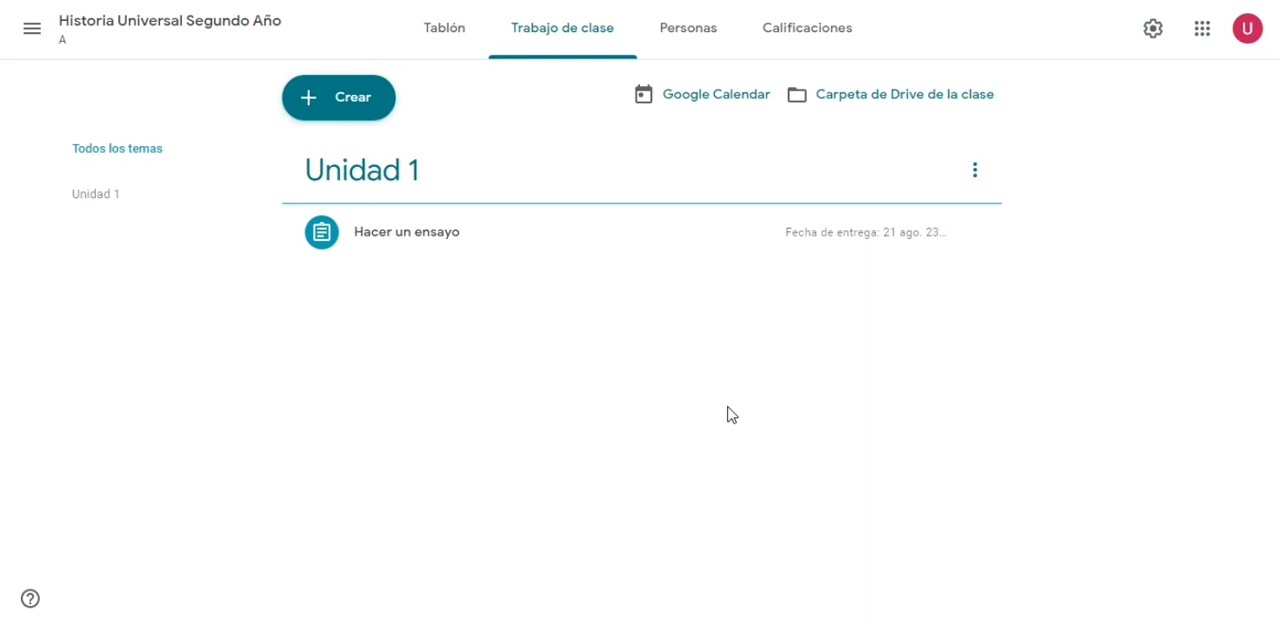 Historia Universal Segundo Año
A
Tablón
Trabajo de clase
Personas
Calificaciones
U
Crear
Google Calendar
Carpeta de Drive de la clase
Todos los temas
Unidad 1
Unidad 1
Hacer un ensayo
Fecha de entrega: 21 ago. 23...